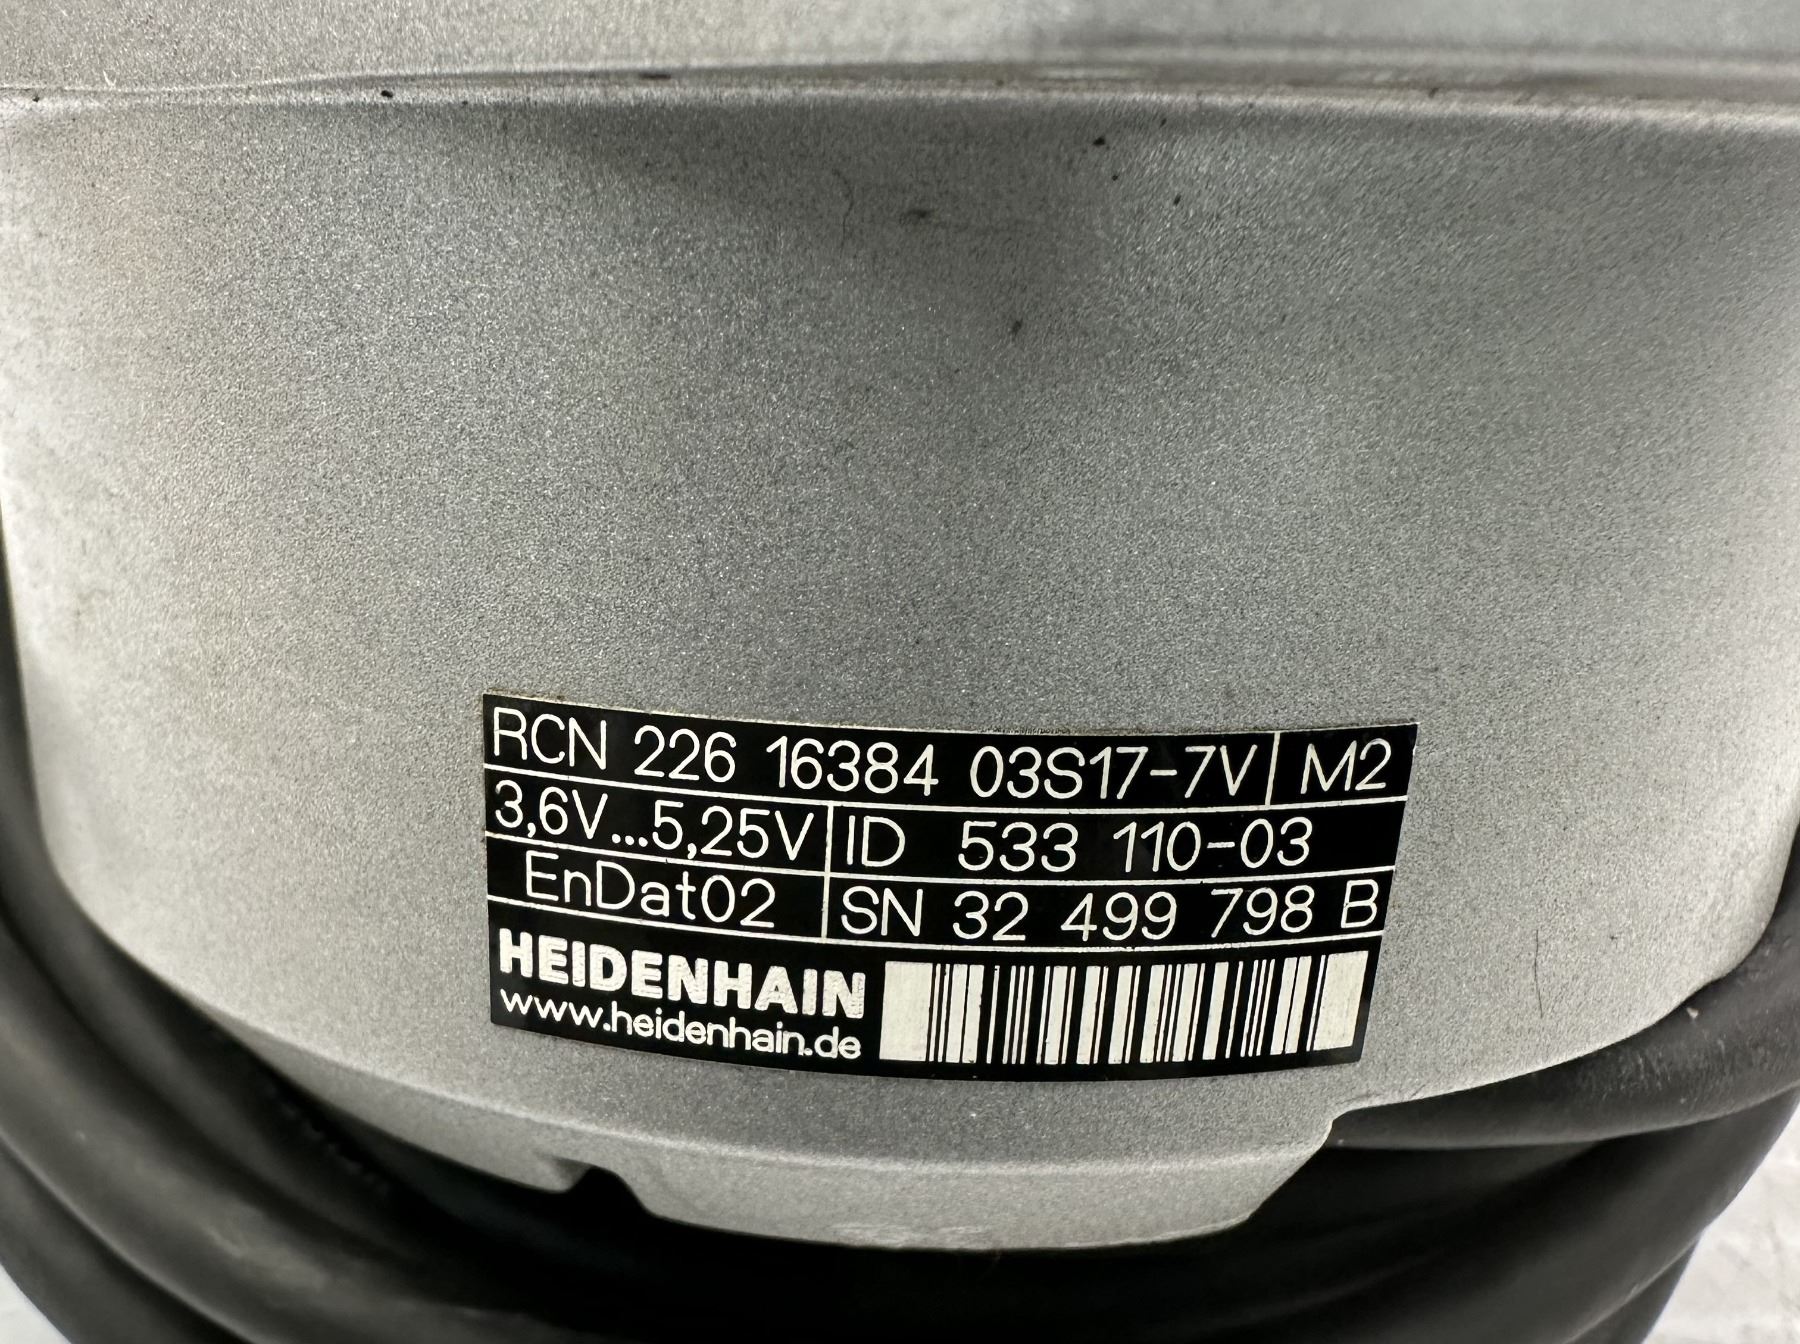 RCN 226 16384 03S17-7V M2
3,6V...5,25V ID 533 110-03
EnDat02 SN 32 499 798 B
HEIDENHAIN
www.heidenhain.de